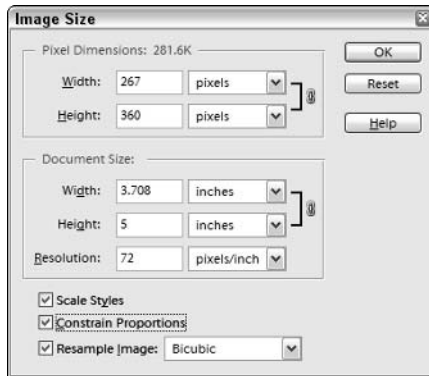 Image Size
Pixel Dimensions: 281.6K
OK
Width: 267 pixels
Reset
Height: 360 pixels
Help
Document Size:
Width: 3.708 inches
Height: 5 inches
Resolution: 72 pixels/inch
Scale Styles
Constrain Proportions
Resample Image: Bicubic